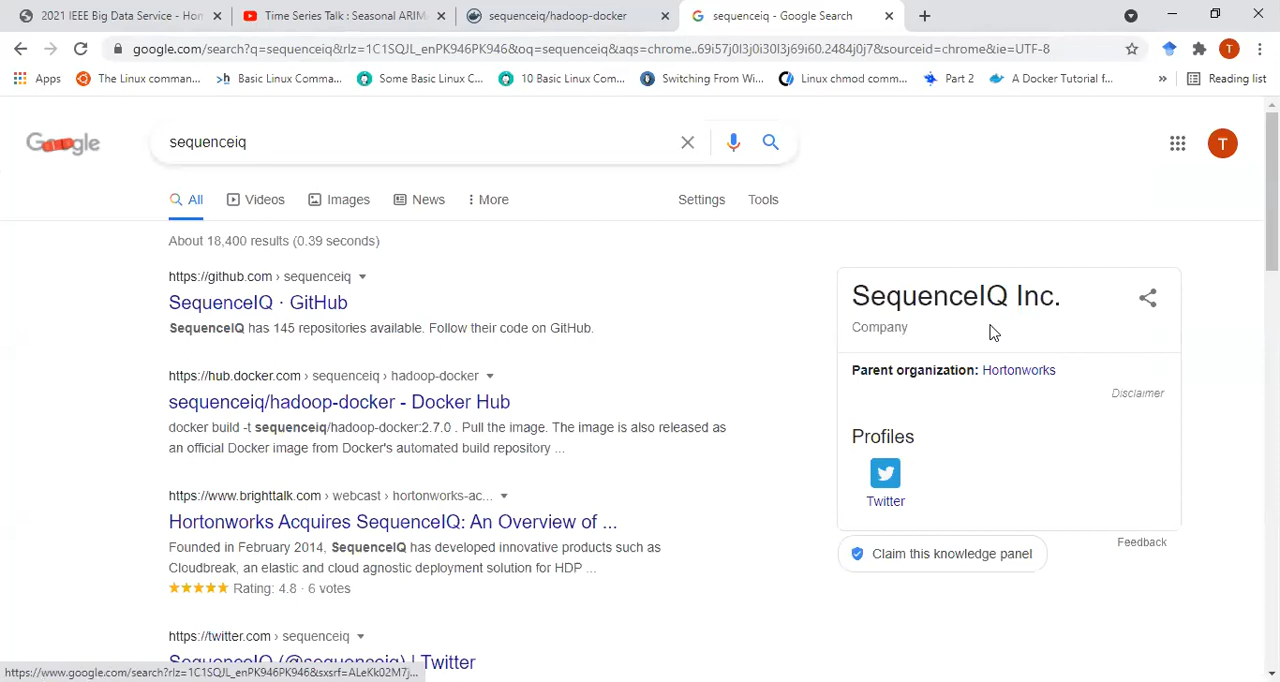 2021 IEEE Big Data Service - Hom
Time Series Talk : Seasonal ARIM
sequenceiq/hadoop-docker
sequenceiq - Google Search
google.com/search?q=sequenceiq&rlz=1C1SQJL_enPK946PK946&oq=sequenceiq&aqs=chrome..69i57j0l3j0i30l3j69i60.2484j0j7&sourceid=chrome&ie=UTF-8
T
Apps
The Linux comman...
Basic Linux Comma...
Some Basic Linux C...
10 Basic Linux Com...
Switching From Wi...
Linux chmod comm...
Part 2
A Docker Tutorial f...
»
Reading list
Google
sequenceiq
T
All
Videos
Images
News
More
Settings
Tools
About 18,400 results (0.39 seconds)
https://github.com › sequenceiq
SequenceIQ · GitHub
SequenceIQ has 145 repositories available. Follow their code on GitHub.
https://hub.docker.com › sequenceiq › hadoop-docker
sequenceiq/hadoop-docker - Docker Hub
docker build -t sequenceiq/hadoop-docker:2.7.0 . Pull the image. The image is also released as
an official Docker image from Docker's automated build repository ...
https://www.brighttalk.com › webcast › hortonworks-ac...
Hortonworks Acquires SequenceIQ: An Overview of ...
Founded in February 2014, SequenceIQ has developed innovative products such as
Cloudbreak, an elastic and cloud agnostic deployment solution for HDP ...
Rating: 4.8 · 6 votes
https://twitter.com › sequenceiq
SequenceIQ (@sequenceiq) | Twitter
SequenceIQ Inc.
Company
Parent organization: Hortonworks
Disclaimer
Profiles
Twitter
Feedback
Claim this knowledge panel
https://www.google.com/search?rlz=1C1SQJL_enPK946PK946&sxsrf=ALeKk02M7j...